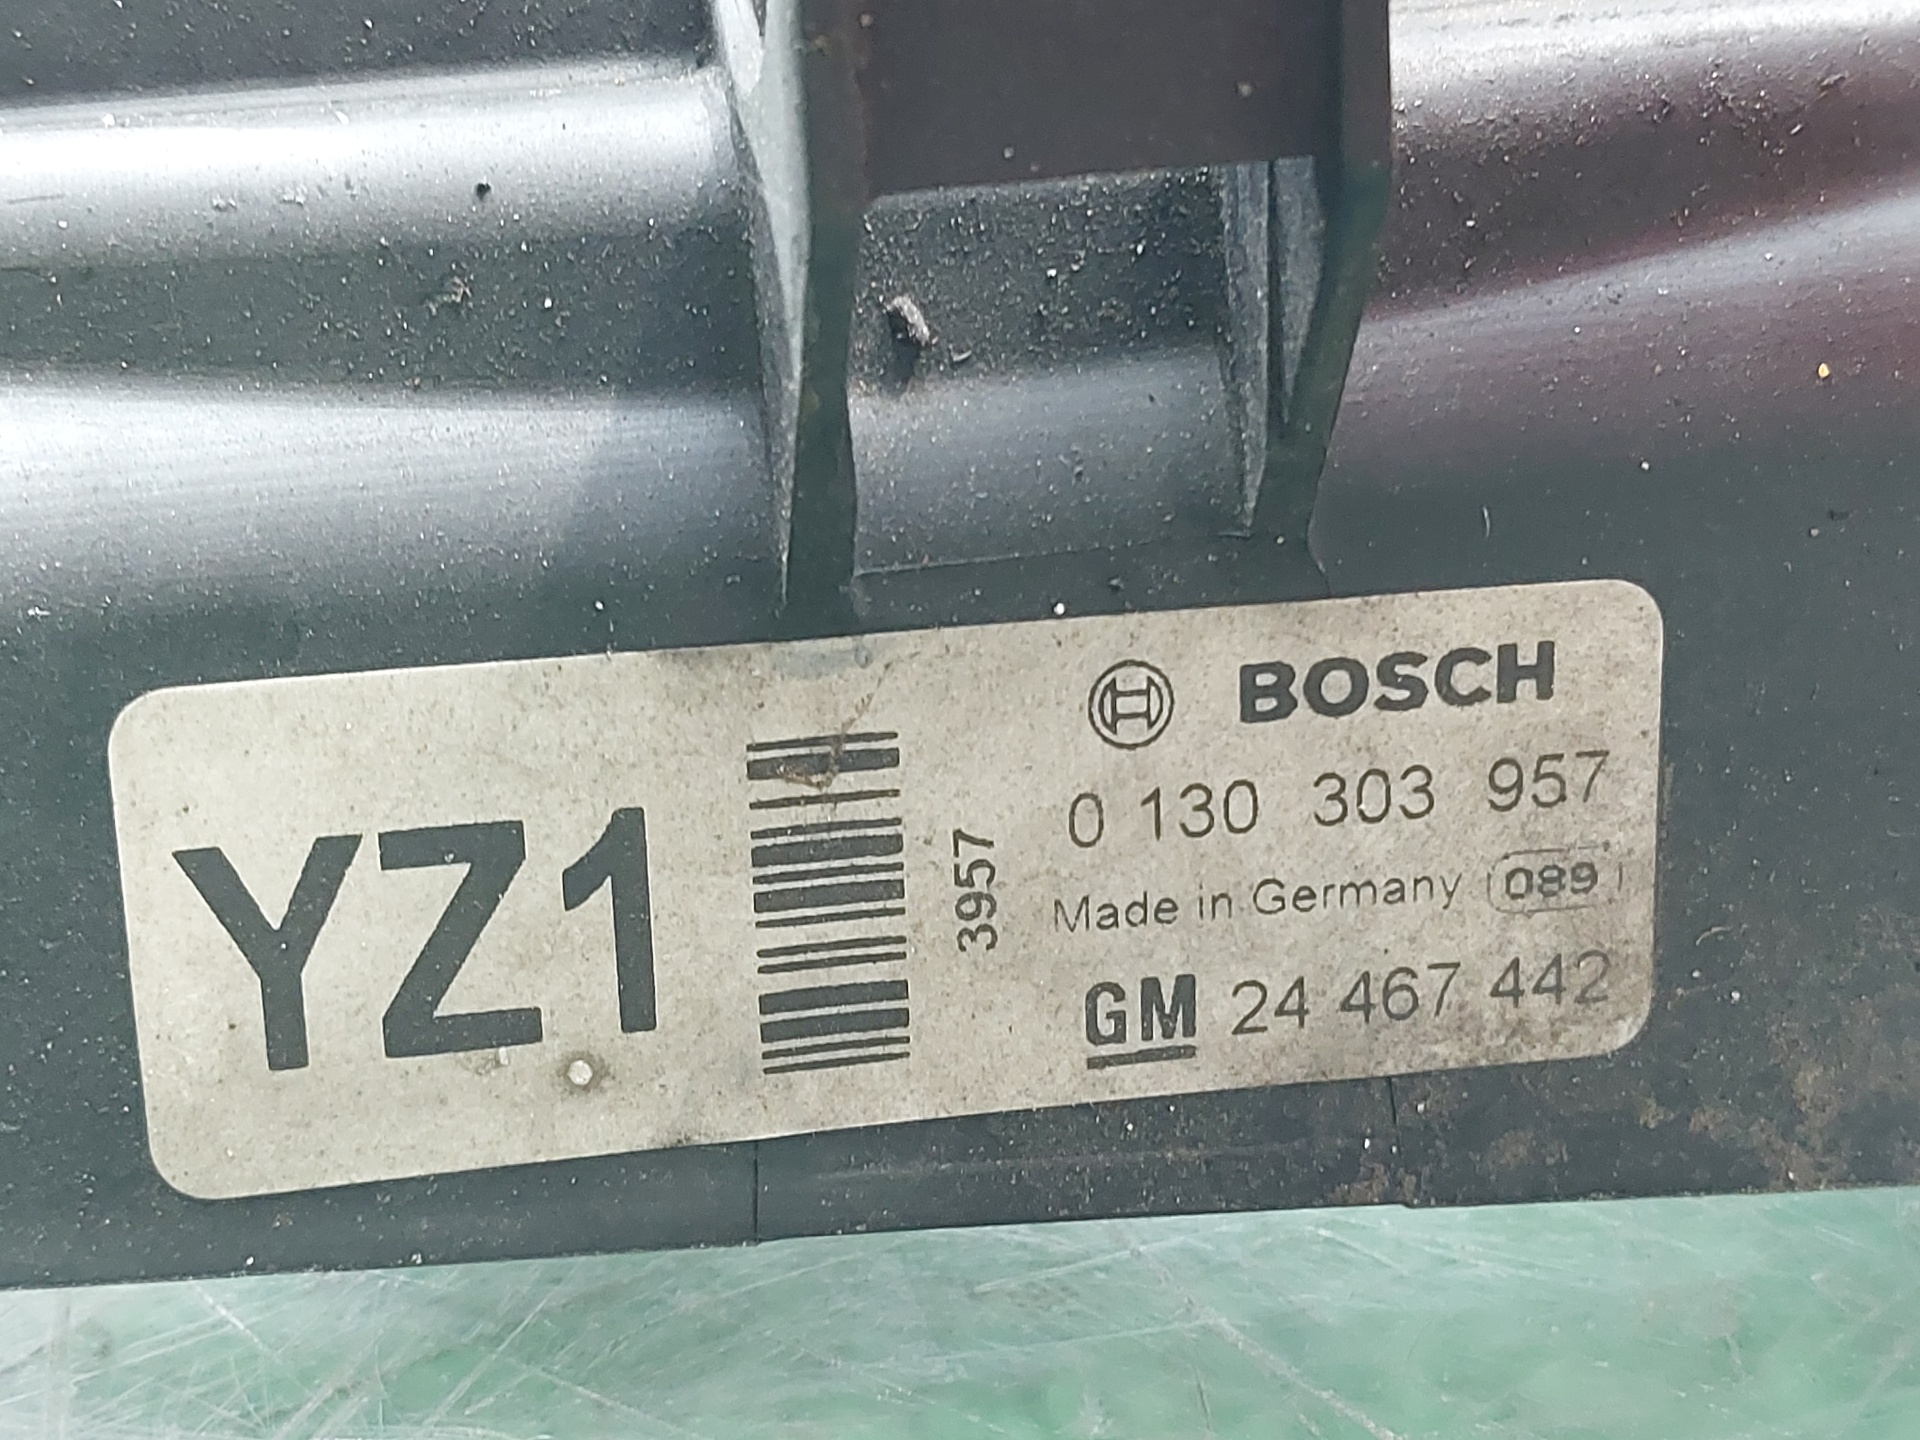 YZ1
3957
BOSCH
0 130 303 957
Made in Germany 089
GM 24 467 442